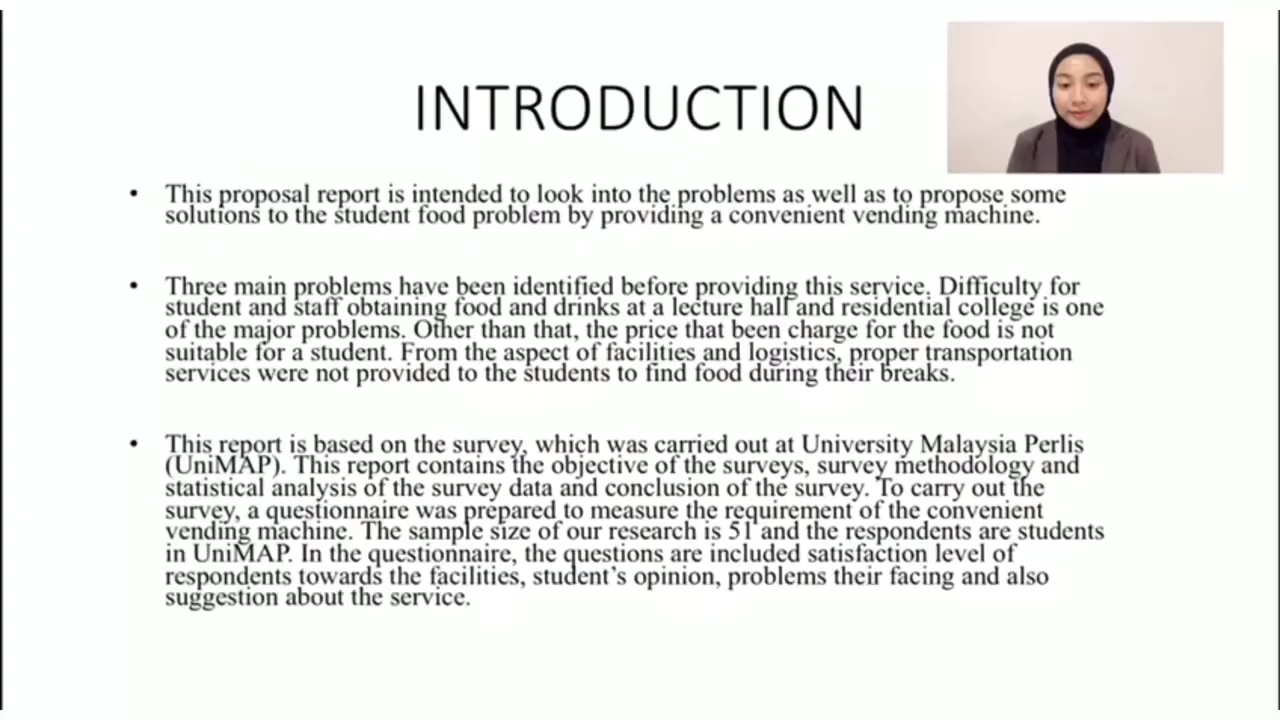 INTRODUCTION
• This proposal report is intended to look into the problems as well as to propose some
solutions to the student food problem by providing a convenient vending machine.
• Three main problems have been identified before providing this service. Difficulty for
student and staff obtaining food and drinks at a lecture hall and residential college is one
of the major problems. Other than that, the price that been charge for the food is not
suitable for a student. From the aspect of facilities and logistics, proper transportation
services were not provided to the students to find food during their breaks.
• This report is based on the survey, which was carried out at University Malaysia Perlis
(UniMAP). This report contains the objective of the surveys, survey methodology and
statistical analysis of the survey data and conclusion of the survey. To carry out the
survey, a questionnaire was prepared to measure the requirement of the convenient
vending machine. The sample size of our research is 51 and the respondents are students
in UniMAP. In the questionnaire, the questions are included satisfaction level of
respondents towards the facilities, student’s opinion, problems their facing and also
suggestion about the service.